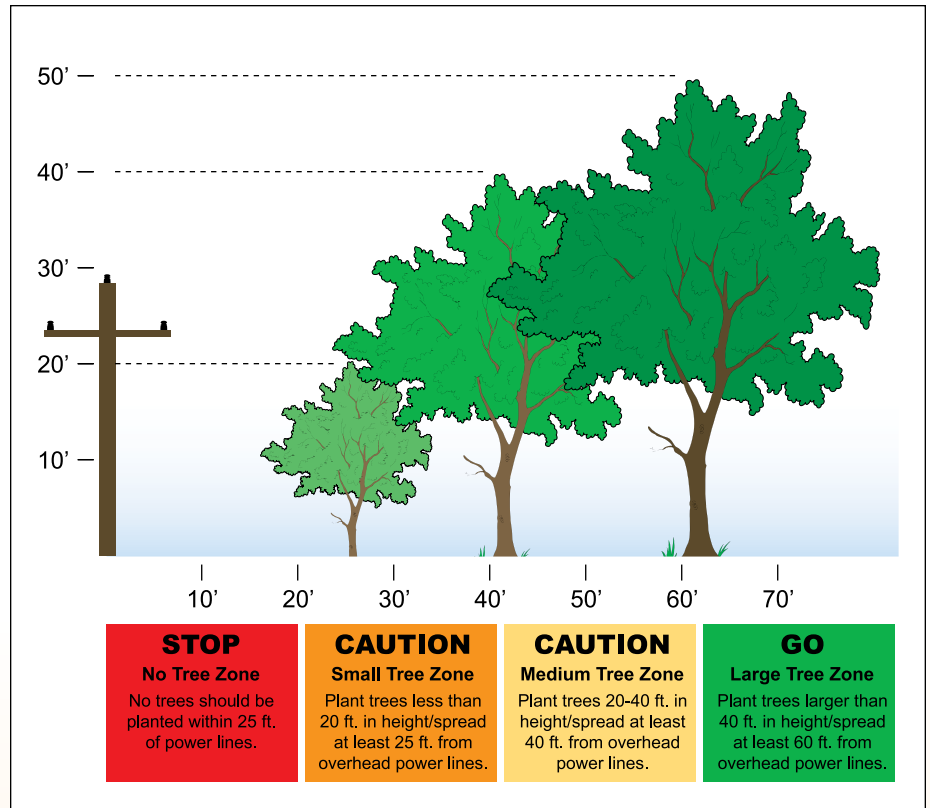 50’
40’
30’
20’
10’
10’ 20’ 30’ 40’ 50’ 60’ 70’
STOP
No Tree Zone
No trees should be
planted within 25 ft.
of power lines.
CAUTION
Small Tree Zone
Plant trees less than
20 ft. in height/spread
at least 25 ft. from
overhead power lines.
CAUTION
Medium Tree Zone
Plant trees 20-40 ft. in
height/spread at least
40 ft. from overhead
power lines.
GO
Large Tree Zone
Plant trees larger than
40 ft. in height/spread
at least 60 ft. from
overhead power lines.